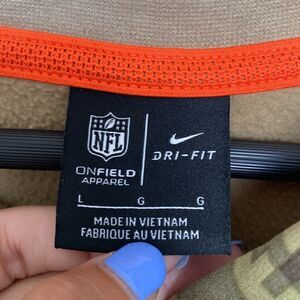 NFL
ONFIELD
APPAREL
DRI-FIT
L G G
MADE IN VIETNAM
FABRIQUE AU VIETNAM